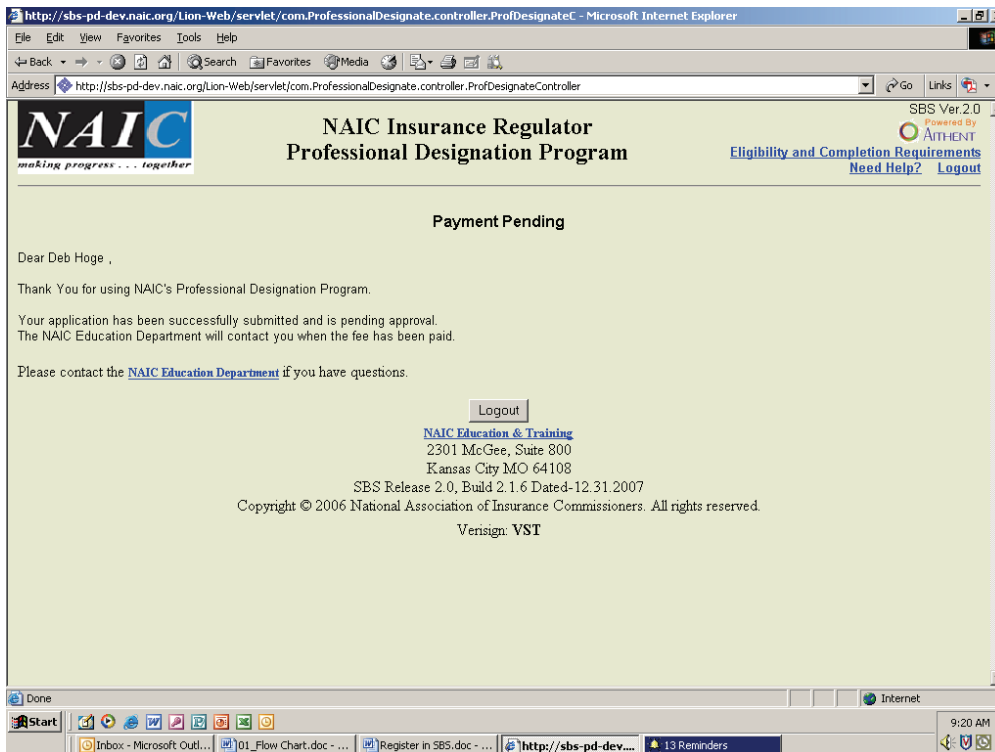 http://sbs-pd-dev.naic.org/Lion-Web/servlet/com.ProfessionalDesignate.controller.ProfDesignateC - Microsoft Internet Explorer
File Edit View Favorites Tools Help
Back Search Favorites Media
Address http://sbs-pd-dev.naic.org/Lion-Web/servlet/com.ProfessionalDesignate.controller.ProfDesignateController Go Links
NAIC
making progress . . . together
NAIC Insurance Regulator
Professional Designation Program
SBS Ver.2.0
Powered By
AITHENT
Eligibility and Completion Requirements
Need Help? Logout
Payment Pending
Dear Deb Hoge ,
Thank You for using NAIC's Professional Designation Program.
Your application has been successfully submitted and is pending approval.
The NAIC Education Department will contact you when the fee has been paid.
Please contact the NAIC Education Department if you have questions.
Logout
NAIC Education & Training
2301 McGee, Suite 800
Kansas City MO 64108
SBS Release 2.0, Build 2.1.6 Dated-12.31.2007
Copyright © 2006 National Association of Insurance Commissioners. All rights reserved.
Verisign: VST
Done Internet
Start 9:20 AM
Inbox - Microsoft Outl... 01_Flow Chart.doc - ... Register in SBS.doc - ... http://sbs-pd-dev.... 13 Reminders